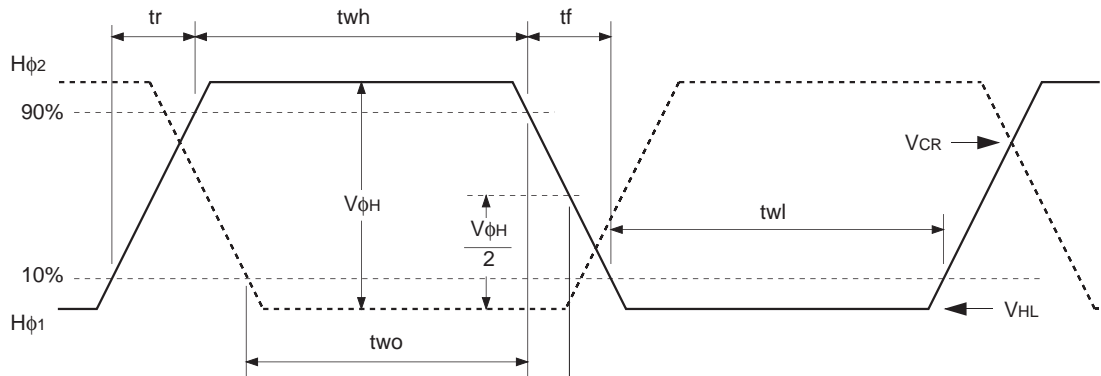 tr
twh
tf
Hϕ2
90%
VCR
VϕH
VϕH
2
twl
10%
Hϕ1
VHL
two